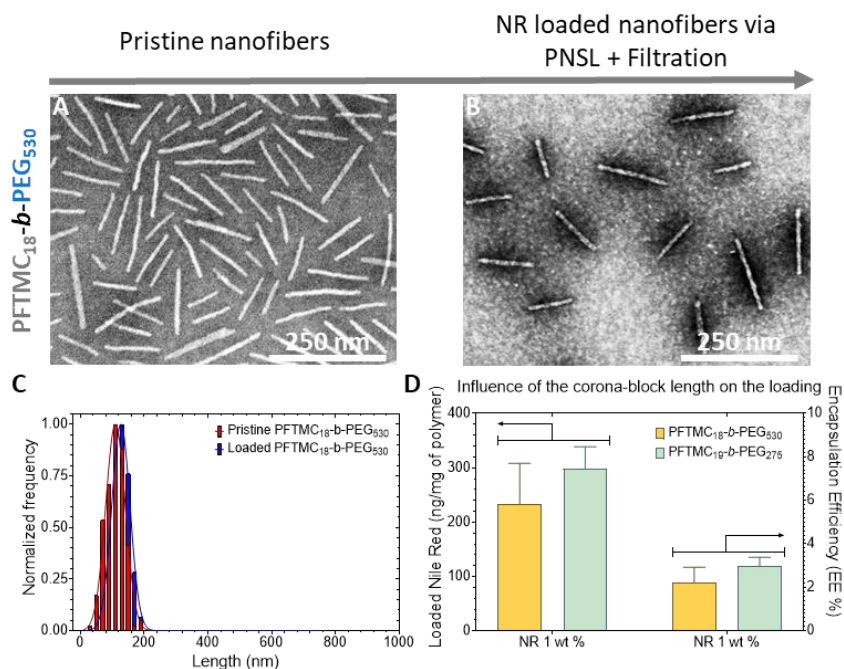 Pristine nanofibers
NR loaded nanofibers via
PNSL + Filtration
PFTMC₁₈-b-PEG₅₃₀
A
250 nm
B
250 nm
C
Normalized frequency
1.00
0.75
0.50
0.25
0.00
Pristine PFTMC₁₈-b-PEG₅₃₀
Loaded PFTMC₁₈-b-PEG₅₃₀
0 200 400 600 800 1000
Length (nm)
D
Influence of the corona-block length on the loading
Loaded Nile Red (ng/mg of polymer)
400
300
200
100
0
PFTMC₁₈-b-PEG₅₃₀
PFTMC₁₉-b-PEG₂₇₅
10
8
6
4
2
0
Encapsulation Efficiency (EE %)
NR 1 wt % NR 1 wt %